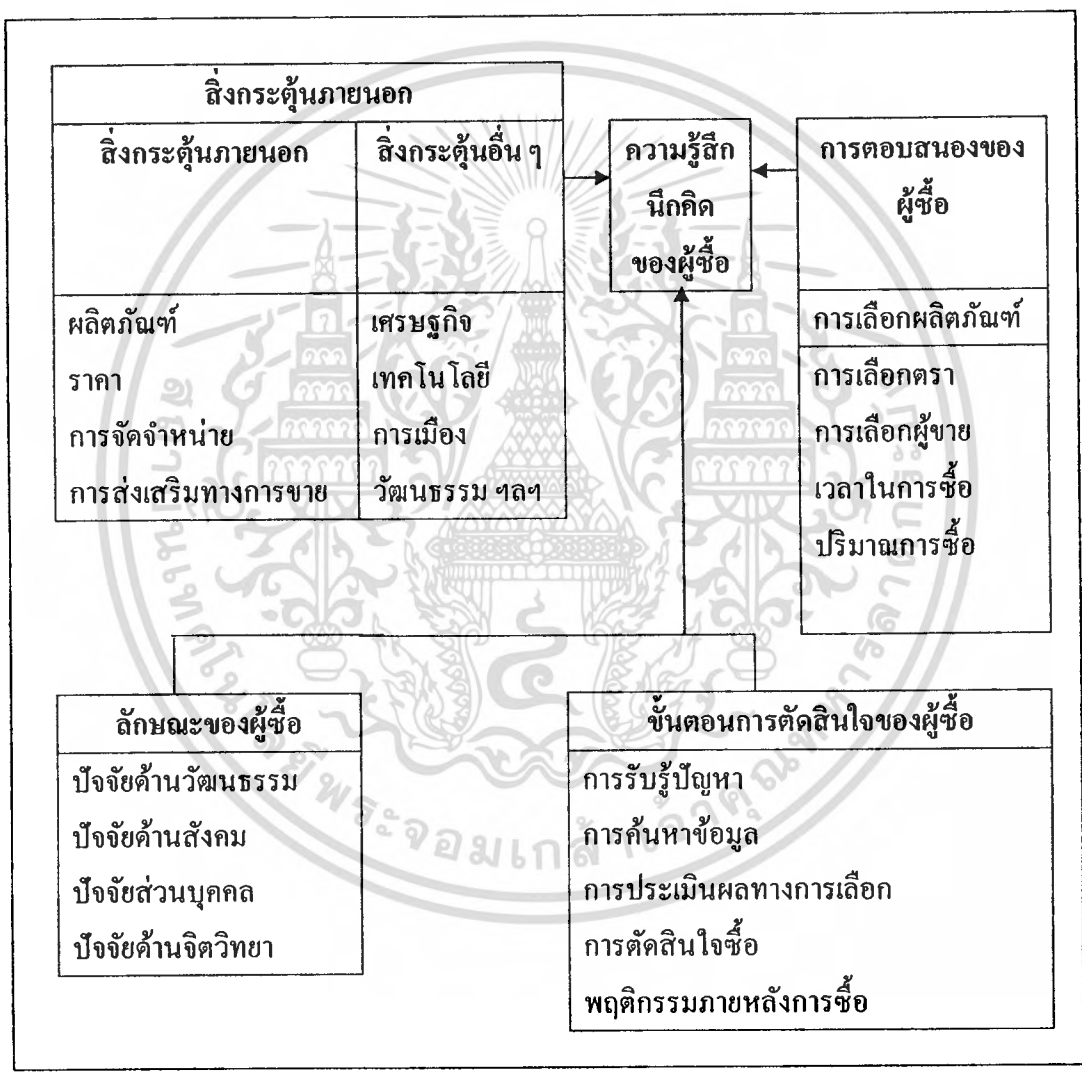 สิ่งกระตุ้นภายนอก
สิ่งกระตุ้นภายนอก
สิ่งกระตุ้นอื่น ๆ
ผลิตภัณฑ์
ราคา
การจัดจำหน่าย
การส่งเสริมทางการขาย
เศรษฐกิจ
เทคโนโลยี
การเมือง
วัฒนธรรม ฯลฯ
ความรู้สึก
นึกคิด
ของผู้ซื้อ
การตอบสนองของ
ผู้ซื้อ
การเลือกผลิตภัณฑ์
การเลือกตรา
การเลือกผู้ขาย
เวลาในการซื้อ
ปริมาณการซื้อ
ลักษณะของผู้ซื้อ
ปัจจัยด้านวัฒนธรรม
ปัจจัยด้านสังคม
ปัจจัยส่วนบุคคล
ปัจจัยด้านจิตวิทยา
ขั้นตอนการตัดสินใจของผู้ซื้อ
การรับรู้ปัญหา
การค้นหาข้อมูล
การประเมินผลทางการเลือก
การตัดสินใจซื้อ
พฤติกรรมภายหลังการซื้อ